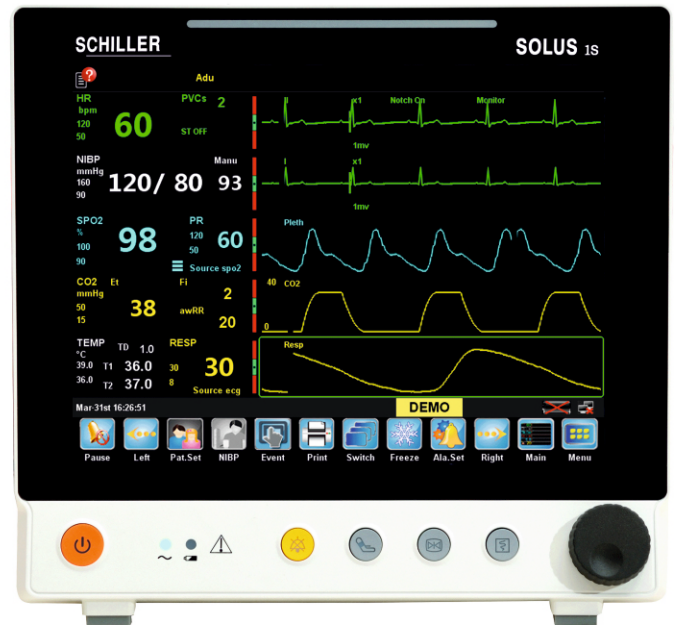 SCHILLER
SOLUS 1S
?
Adu
HR
bpm
120
50
60
PVCs 2
ST OFF
II x1 Notch On Monitor
1mv
NIBP
mmHg
160
90
Manu
120/ 80 93
I x1
1mv
SPO2
%
100
90
98
PR
120
50
60
Source spo2
Pleth
CO2 Et
mmHg
50
15
38
Fi
2
awRR
20
40 CO2
0
TEMP TD 1.0
°C
39.0 T1 36.0
36.0 T2 37.0
RESP
30
8
30
Source ecg
Resp
Mar-31st 16:26:51
DEMO
Pause Left Pat.Set NIBP Event Print Switch Freeze Ala.Set Right Main Menu